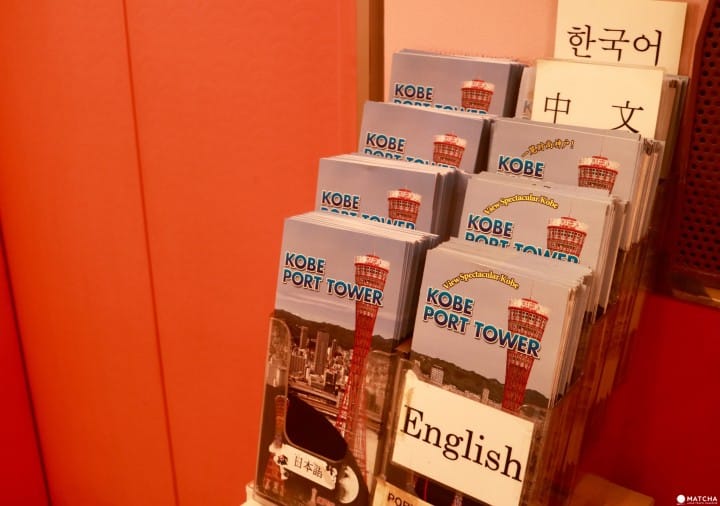 한국어
中文
KOBE
PORT TOWER
KOBE
PORT TOWER
KOBE
PORT TOWER
KOBE
PORT TOWER
KOBE
View Spectacular Kobe
KOBE
PORT TOWER
View Spectacular Kobe
KOBE
PORT TOWER
日本語
English
MATCHA